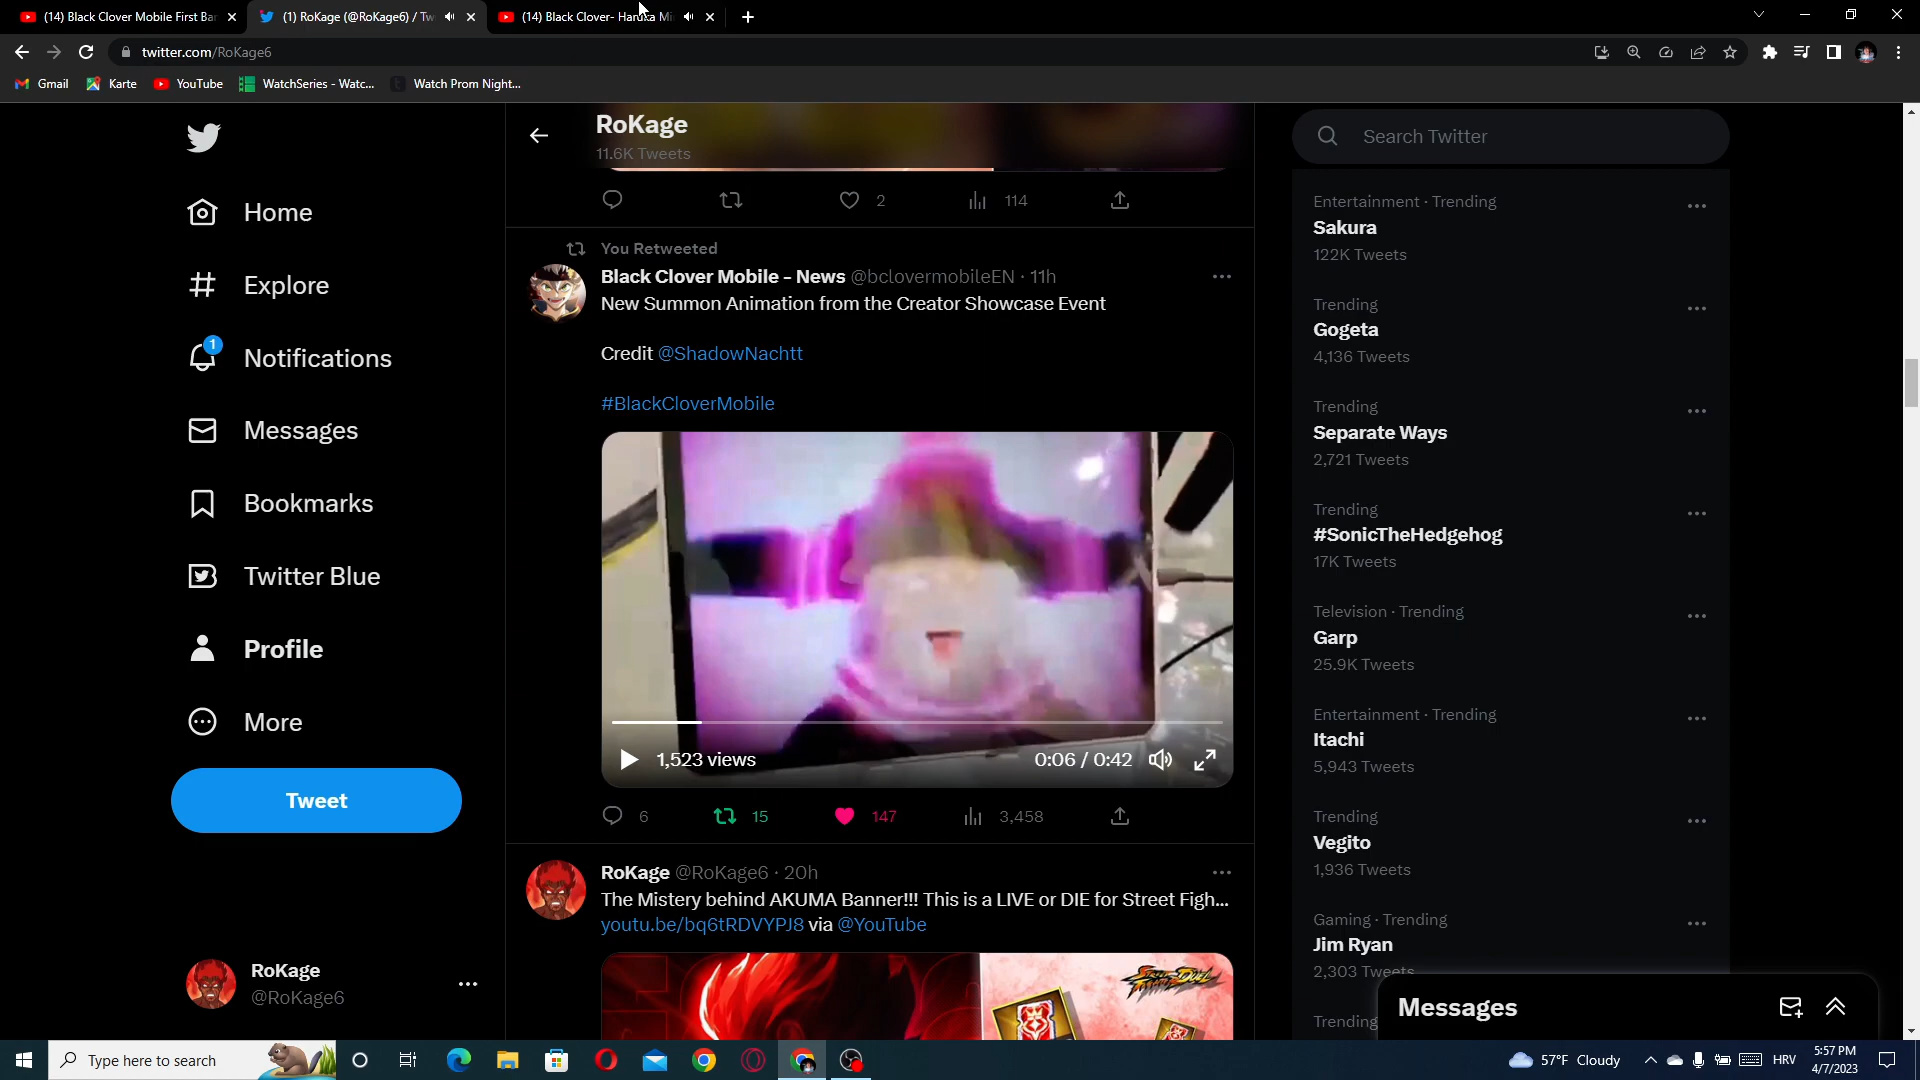 (14) Black Clover Mobile First Bar
(1) RoKage (@RoKage6) / Tw
(14) Black Clover- Haruka Mi
twitter.com/RoKage6
Gmail
Karte
YouTube
WatchSeries - Watc...
Watch Prom Night...
Home
Explore
1
Notifications
Messages
Bookmarks
Twitter Blue
Profile
More
Tweet
RoKage
@RoKage6
RoKage
11.6K Tweets
2
114
You Retweeted
Black Clover Mobile - News @bclovermobileEN · 11h
New Summon Animation from the Creator Showcase Event
Credit @ShadowNachtt
#BlackCloverMobile
1,523 views
0:06 / 0:42
6
15
147
3,458
RoKage @RoKage6 · 20h
The Mistery behind AKUMA Banner!!! This is a LIVE or DIE for Street Figh...
youtu.be/bq6tRDVYPJ8 via @YouTube
Search Twitter
Entertainment · Trending
Sakura
122K Tweets
Trending
Gogeta
4,136 Tweets
Trending
Separate Ways
2,721 Tweets
Trending
#SonicTheHedgehog
17K Tweets
Television · Trending
Garp
25.9K Tweets
Entertainment · Trending
Itachi
5,943 Tweets
Trending
Vegito
1,936 Tweets
Gaming · Trending
Jim Ryan
2,303 Tweets
Trending
Messages
Type here to search
57°F Cloudy
HRV
5:57 PM
4/7/2023